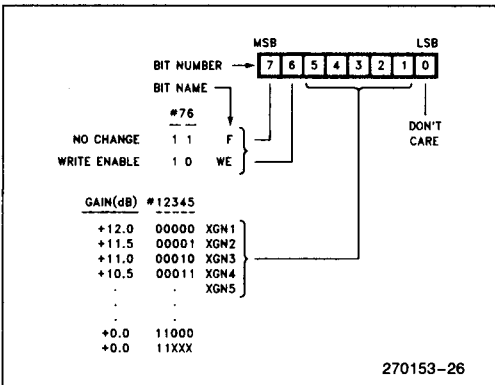 MSB LSB
BIT NUMBER 7 6 5 4 3 2 1 0
BIT NAME
#76
DON'T
CARE
NO CHANGE 1 1 F
WRITE ENABLE 1 0 WE
GAIN(dB) #12345
+12.0 00000 XGN1
+11.5 00001 XGN2
+11.0 00010 XGN3
+10.5 00011 XGN4
. . XGN5
. .
. .
+0.0 11000
+0.0 11XXX
270153-26